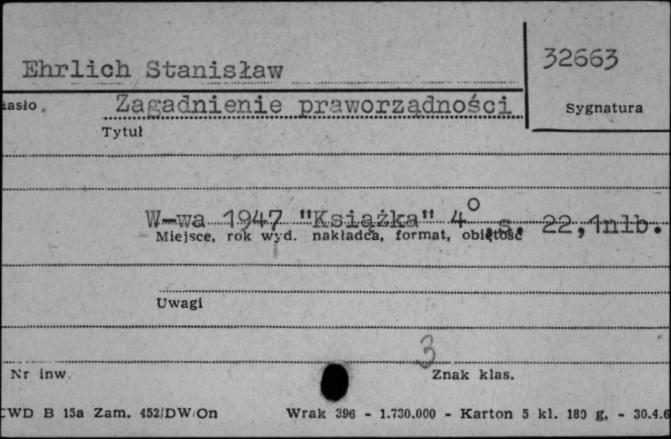 32663
Ehrlich Stanisław
Sygnatura
iasło. Zagadnienie praworządności
Tytuł
W-wa 1947 "Książka" 4° s. 22,1nlb.
Miejsce, rok wyd. nakładca, format, objętość
Uwagi
3
Nr inw. Znak klas.
CWD B 15a Zam. 452/DW/On Wrak 396 - 1.730.000 - Karton 5 kl. 180 g. - 30.4.6